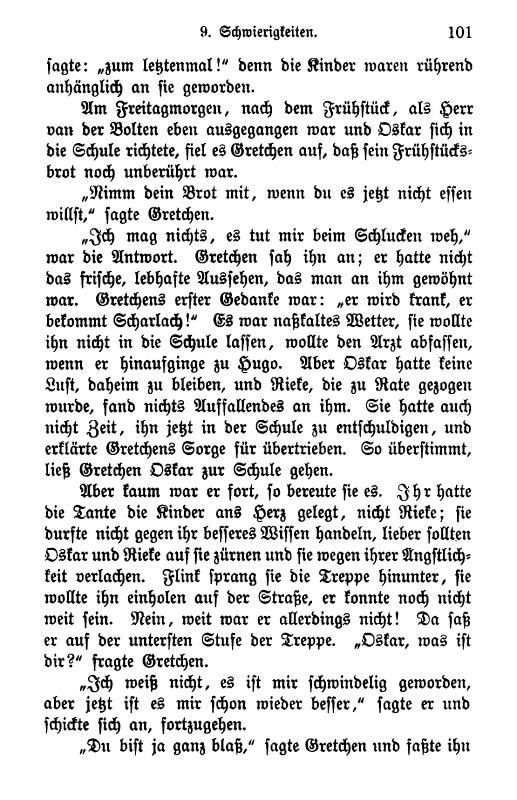 9. Schwierigkeiten. 101
sagte: „zum letztenmal!“ denn die Kinder waren rührend
anhänglich an sie geworden.
Am Freitagmorgen, nach dem Frühstück, als Herr
van der Bolten eben ausgegangen war und Oskar sich in
die Schule richtete, fiel es Gretchen auf, daß sein Frühstücks-
brot noch unberührt war.
„Nimm dein Brot mit, wenn du es jetzt nicht essen
willst,“ sagte Gretchen.
„Ich mag nichts, es tut mir beim Schlucken weh,“
war die Antwort. Gretchen sah ihn an; er hatte nicht
das frische, lebhafte Aussehen, das man an ihm gewöhnt
war. Gretchens erster Gedanke war: „er wird krank, er
bekommt Scharlach!“ Es war naßkaltes Wetter, sie wollte
ihn nicht in die Schule lassen, wollte den Arzt abfassen,
wenn er hinaufginge zu Hugo. Aber Oskar hatte keine
Lust, daheim zu bleiben, und Rieke, die zu Rate gezogen
wurde, fand nichts Auffallendes an ihm. Sie hatte auch
nicht Zeit, ihn jetzt in der Schule zu entschuldigen, und
erklärte Gretchens Sorge für übertrieben. So überstimmt,
ließ Gretchen Oskar zur Schule gehen.
Aber kaum war er fort, so bereute sie es. Ihr hatte
die Tante die Kinder ans Herz gelegt, nicht Rieke; sie
durfte nicht gegen ihr besseres Wissen handeln, lieber sollten
Oskar und Rieke auf sie zürnen und sie wegen ihrer Ängstlich-
keit verlachen. Flink sprang sie die Treppe hinunter, sie
wollte ihn einholen auf der Straße, er konnte noch nicht
weit sein. Nein, weit war er allerdings nicht! Da saß
er auf der untersten Stufe der Treppe. „Oskar, was ist
dir?“ fragte Gretchen.
„Ich weiß nicht, es ist mir schwindelig geworden,
aber jetzt ist es mir schon wieder besser,“ sagte er und
schickte sich an, fortzugehen.
„Du bist ja ganz blaß,“ sagte Gretchen und faßte ihn